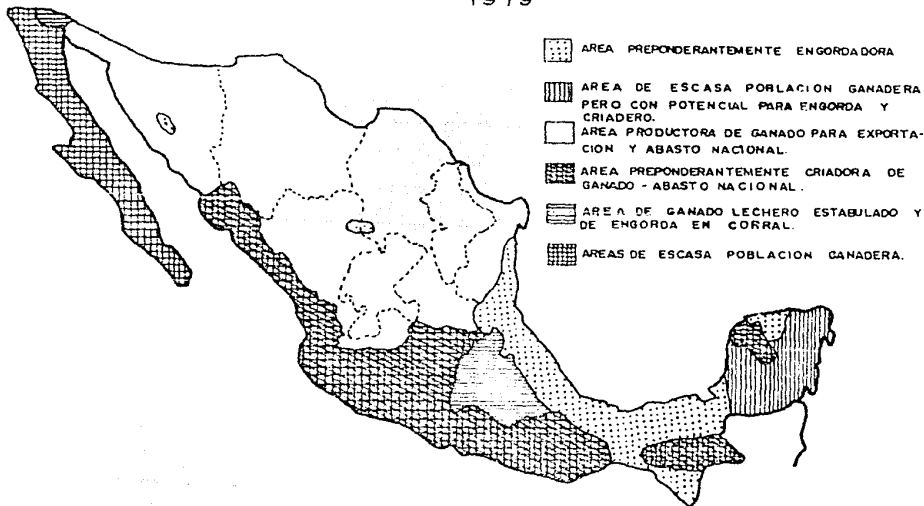 1979
AREA PREPONDERANTEMENTE ENGORDADORA
AREA DE ESCASA POBLACION GANADERA
PERO CON POTENCIAL PARA ENGORDA Y
CRIADERO.
AREA PRODUCTORA DE GANADO PARA EXPORTA-
CION Y ABASTO NACIONAL.
AREA PREPONDERANTEMENTE CRIADORA DE
GANADO - ABASTO NACIONAL.
AREA DE GANADO LECHERO ESTABULADO Y
DE ENGORDA EN CORRAL.
AREAS DE ESCASA POBLACION GANADERA.